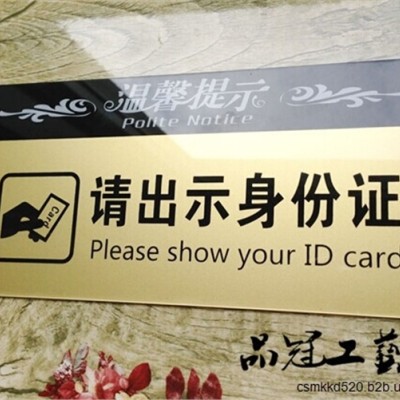 温馨提示
Polite Notice
Card
请出示身份证
Please show your ID card
品冠工藝
csmkkd520.b2b.u